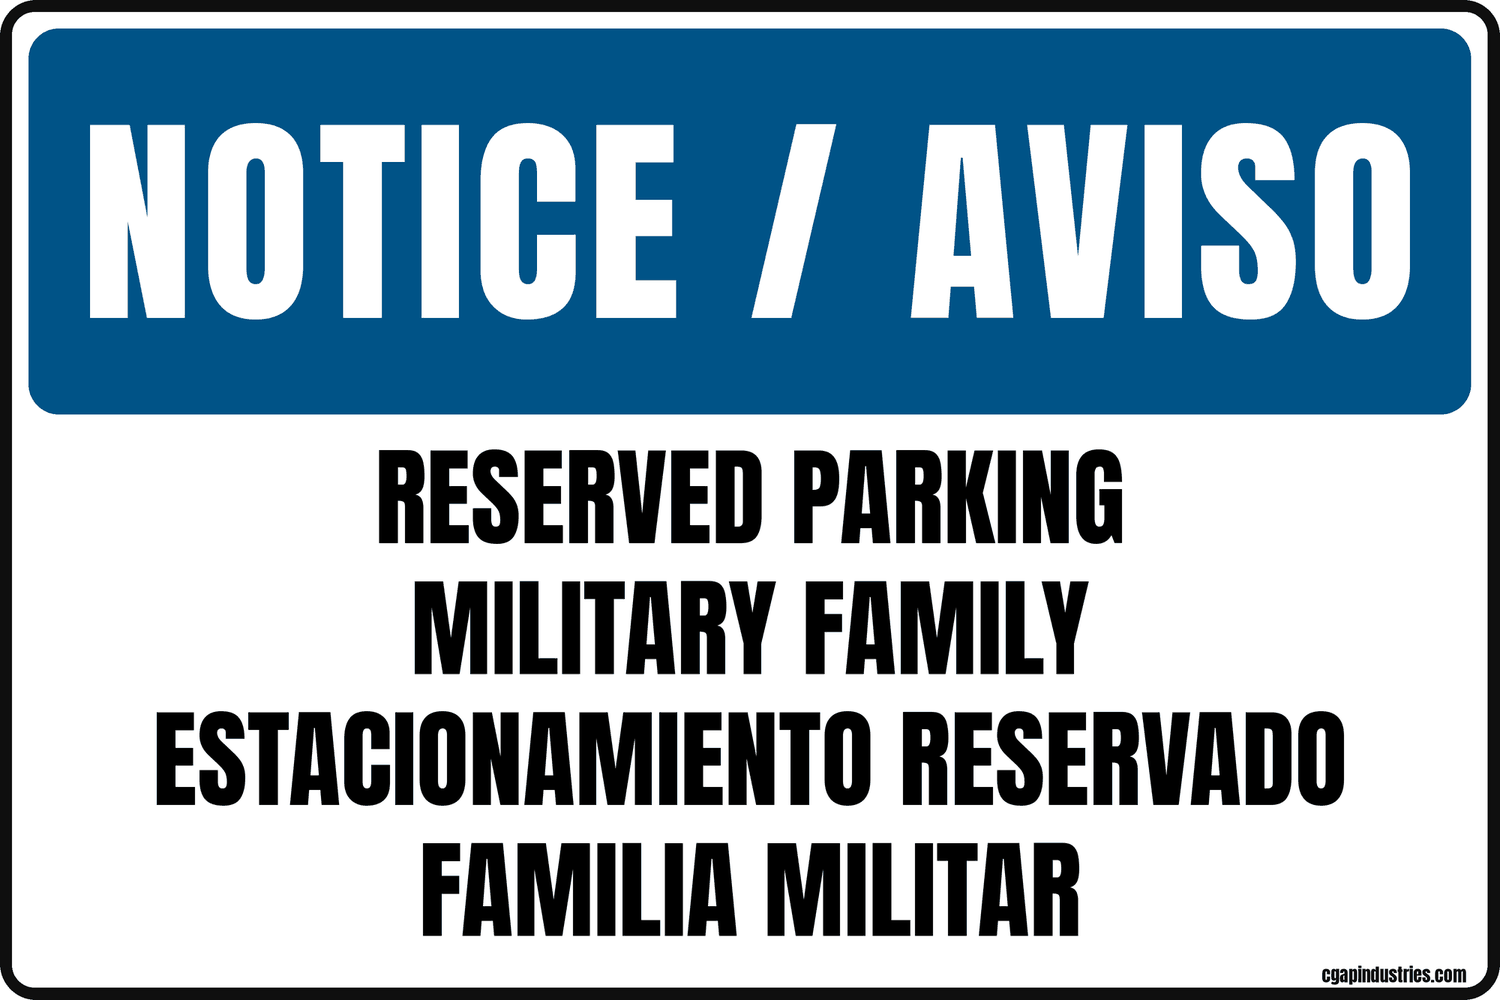 NOTICE / AVISO
RESERVED PARKING
MILITARY FAMILY
ESTACIONAMIENTO RESERVADO
FAMILIA MILITAR
cgapindustries.com